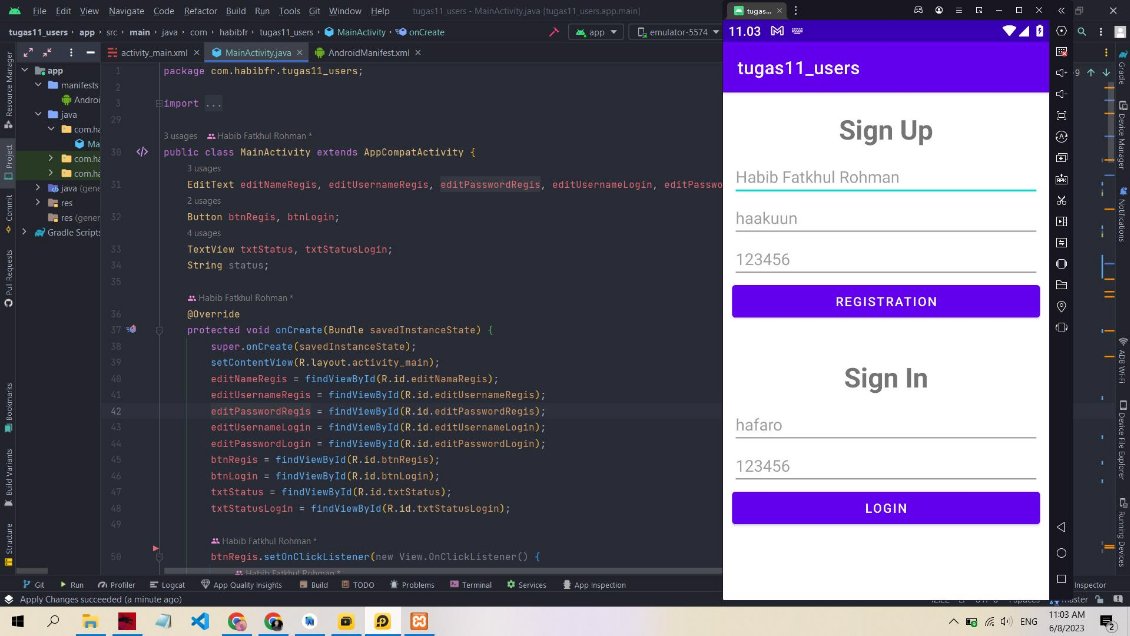 File Edit View Navigate Code Refactor Build Run Tools Git Window Help tugas11_users - MainActivity.java [tugas11_users.app.main]
tugas11_users › app › src › main › java › com › habibfr › tugas11_users › MainActivity › onCreate
app
emulator-5574
activity_main.xml
MainActivity.java
AndroidManifest.xml
Resource Manager
Project
Commit
Pull Requests
Bookmarks
Build Variants
Structure
app
manifests
Andro
java
com.ha
Ma
com.ha
com.ha
java (gene
res
res (gener
Gradle Scripts
1 package com.habibfr.tugas11_users;
2
3 import ...
29
3 usages Habib Fatkhul Rohman *
30 public class MainActivity extends AppCompatActivity {
3 usages
31 EditText editNameRegis, editUsernameRegis, editPasswordRegis, editUsernameLogin, editPassw
2 usages
32 Button btnRegis, btnLogin;
4 usages
33 TextView txtStatus, txtStatusLogin;
34 String status;
35
Habib Fatkhul Rohman *
36 @Override
37 protected void onCreate(Bundle savedInstanceState) {
38 super.onCreate(savedInstanceState);
39 setContentView(R.layout.activity_main);
40 editNameRegis = findViewById(R.id.editNamaRegis);
41 editUsernameRegis = findViewById(R.id.editUsernameRegis);
42 editPasswordRegis = findViewById(R.id.editPasswordRegis);
43 editUsernameLogin = findViewById(R.id.editUsernameLogin);
44 editPasswordLogin = findViewById(R.id.editPasswordLogin);
45 btnRegis = findViewById(R.id.btnRegis);
46 btnLogin = findViewById(R.id.btnLogin);
47 txtStatus = findViewById(R.id.txtStatus);
48 txtStatusLogin = findViewById(R.id.txtStatusLogin);
49
Habib Fatkhul Rohman *
50 btnRegis.setOnClickListener(new View.OnClickListener() {
Habib Fatkhul Rohman *
tugas...
11.03
tugas11_users
Sign Up
Habib Fatkhul Rohman
haakuun
123456
REGISTRATION
Sign In
hafaro
123456
LOGIN
Gradle
Device Manager
Notifications
ADB Wi-Fi
Device File Explorer
Running Devices
Git Run Profiler Logcat App Quality Insights Build TODO Problems Terminal Services App Inspection
Inspector
Apply Changes succeeded (a minute ago)
master
ENG
11:03 AM
6/8/2023
2